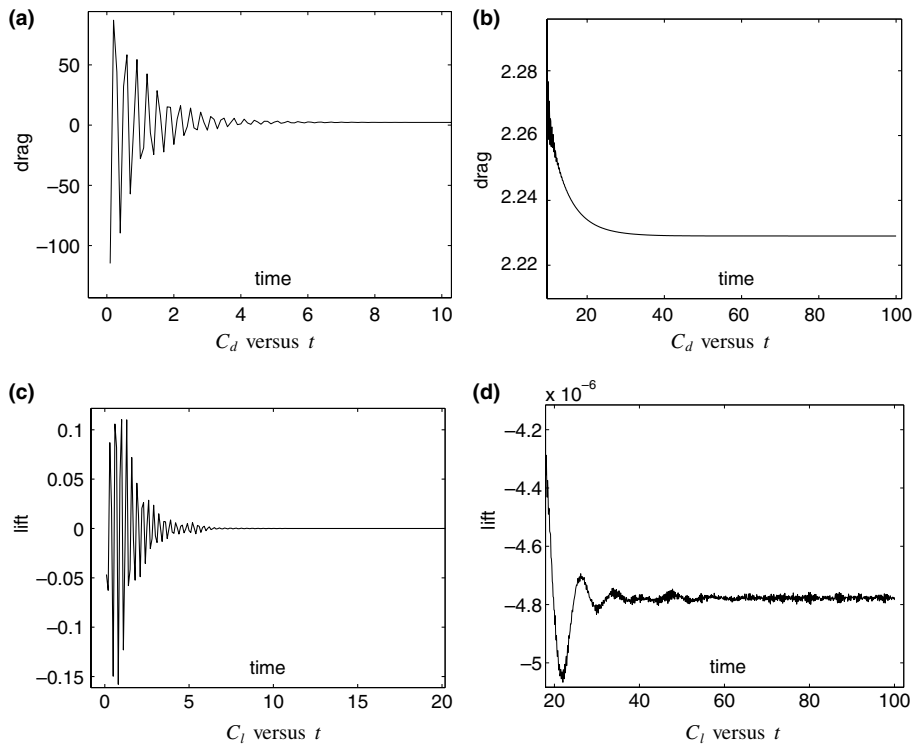 (a)
50
0
−50
−100
drag
time
0 2 4 6 8 10
C_d versus t
(b)
2.28
2.26
2.24
2.22
drag
time
20 40 60 80 100
C_d versus t
(c)
0.1
0.05
0
−0.05
−0.1
−0.15
lift
time
0 5 10 15 20
C_l versus t
(d)
x 10^−6
−4.2
−4.4
−4.6
−4.8
−5
lift
time
20 40 60 80 100
C_l versus t